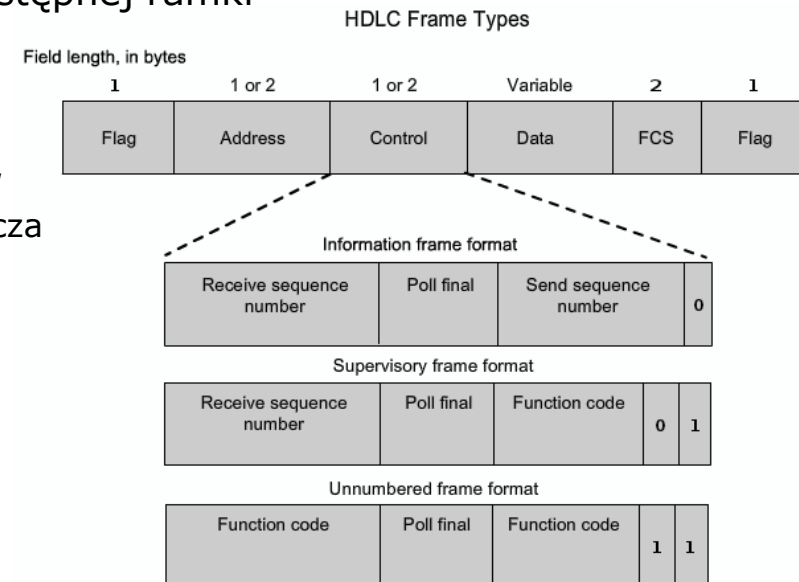 HDLC Frame Types
Field length, in bytes
1 1 or 2 1 or 2 Variable 2 1
Flag Address Control Data FCS Flag
Information frame format
Receive sequence number Poll final Send sequence number 0
Supervisory frame format
Receive sequence number Poll final Function code 0 1
Unnumbered frame format
Function code Poll final Function code 1 1